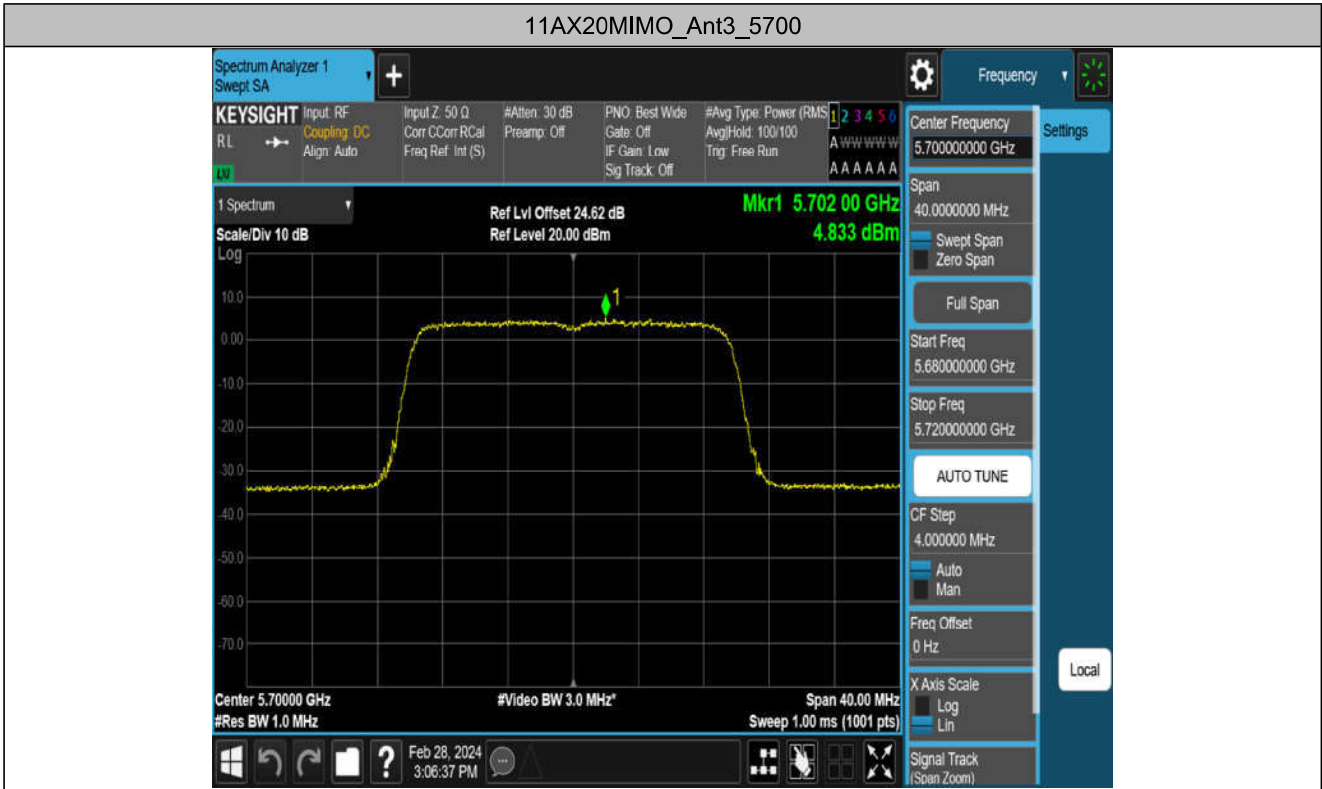 11AX20MIMO_Ant3_5700
Spectrum Analyzer 1
Swept SA
+
Frequency
KEYSIGHT
RL
LXI
Input: RF
Coupling: DC
Align: Auto
Input Z: 50 Ω
Corr CCorr RCal
Freq Ref: Int (S)
#Atten: 30 dB
Preamp: Off
PNO: Best Wide
Gate: Off
IF Gain: Low
Sig Track: Off
#Avg Type: Power (RMS
Avg|Hold: 100/100
Trig: Free Run
1 2 3 4 5 6
A W W W W W
A A A A A A
1 Spectrum
Scale/Div 10 dB
Log
Ref Lvl Offset 24.62 dB
Ref Level 20.00 dBm
Mkr1 5.702 00 GHz
4.833 dBm
1
10.0
0.00
-10.0
-20.0
-30.0
-40.0
-50.0
-60.0
-70.0
Center 5.70000 GHz
#Res BW 1.0 MHz
#Video BW 3.0 MHz*
Span 40.00 MHz
Sweep 1.00 ms (1001 pts)
Center Frequency
5.700000000 GHz
Settings
Span
40.0000000 MHz
Swept Span
Zero Span
Full Span
Start Freq
5.680000000 GHz
Stop Freq
5.720000000 GHz
AUTO TUNE
CF Step
4.000000 MHz
Auto
Man
Freq Offset
0 Hz
X Axis Scale
Log
Lin
Local
Signal Track
(Span Zoom)
?
Feb 28, 2024
3:06:37 PM